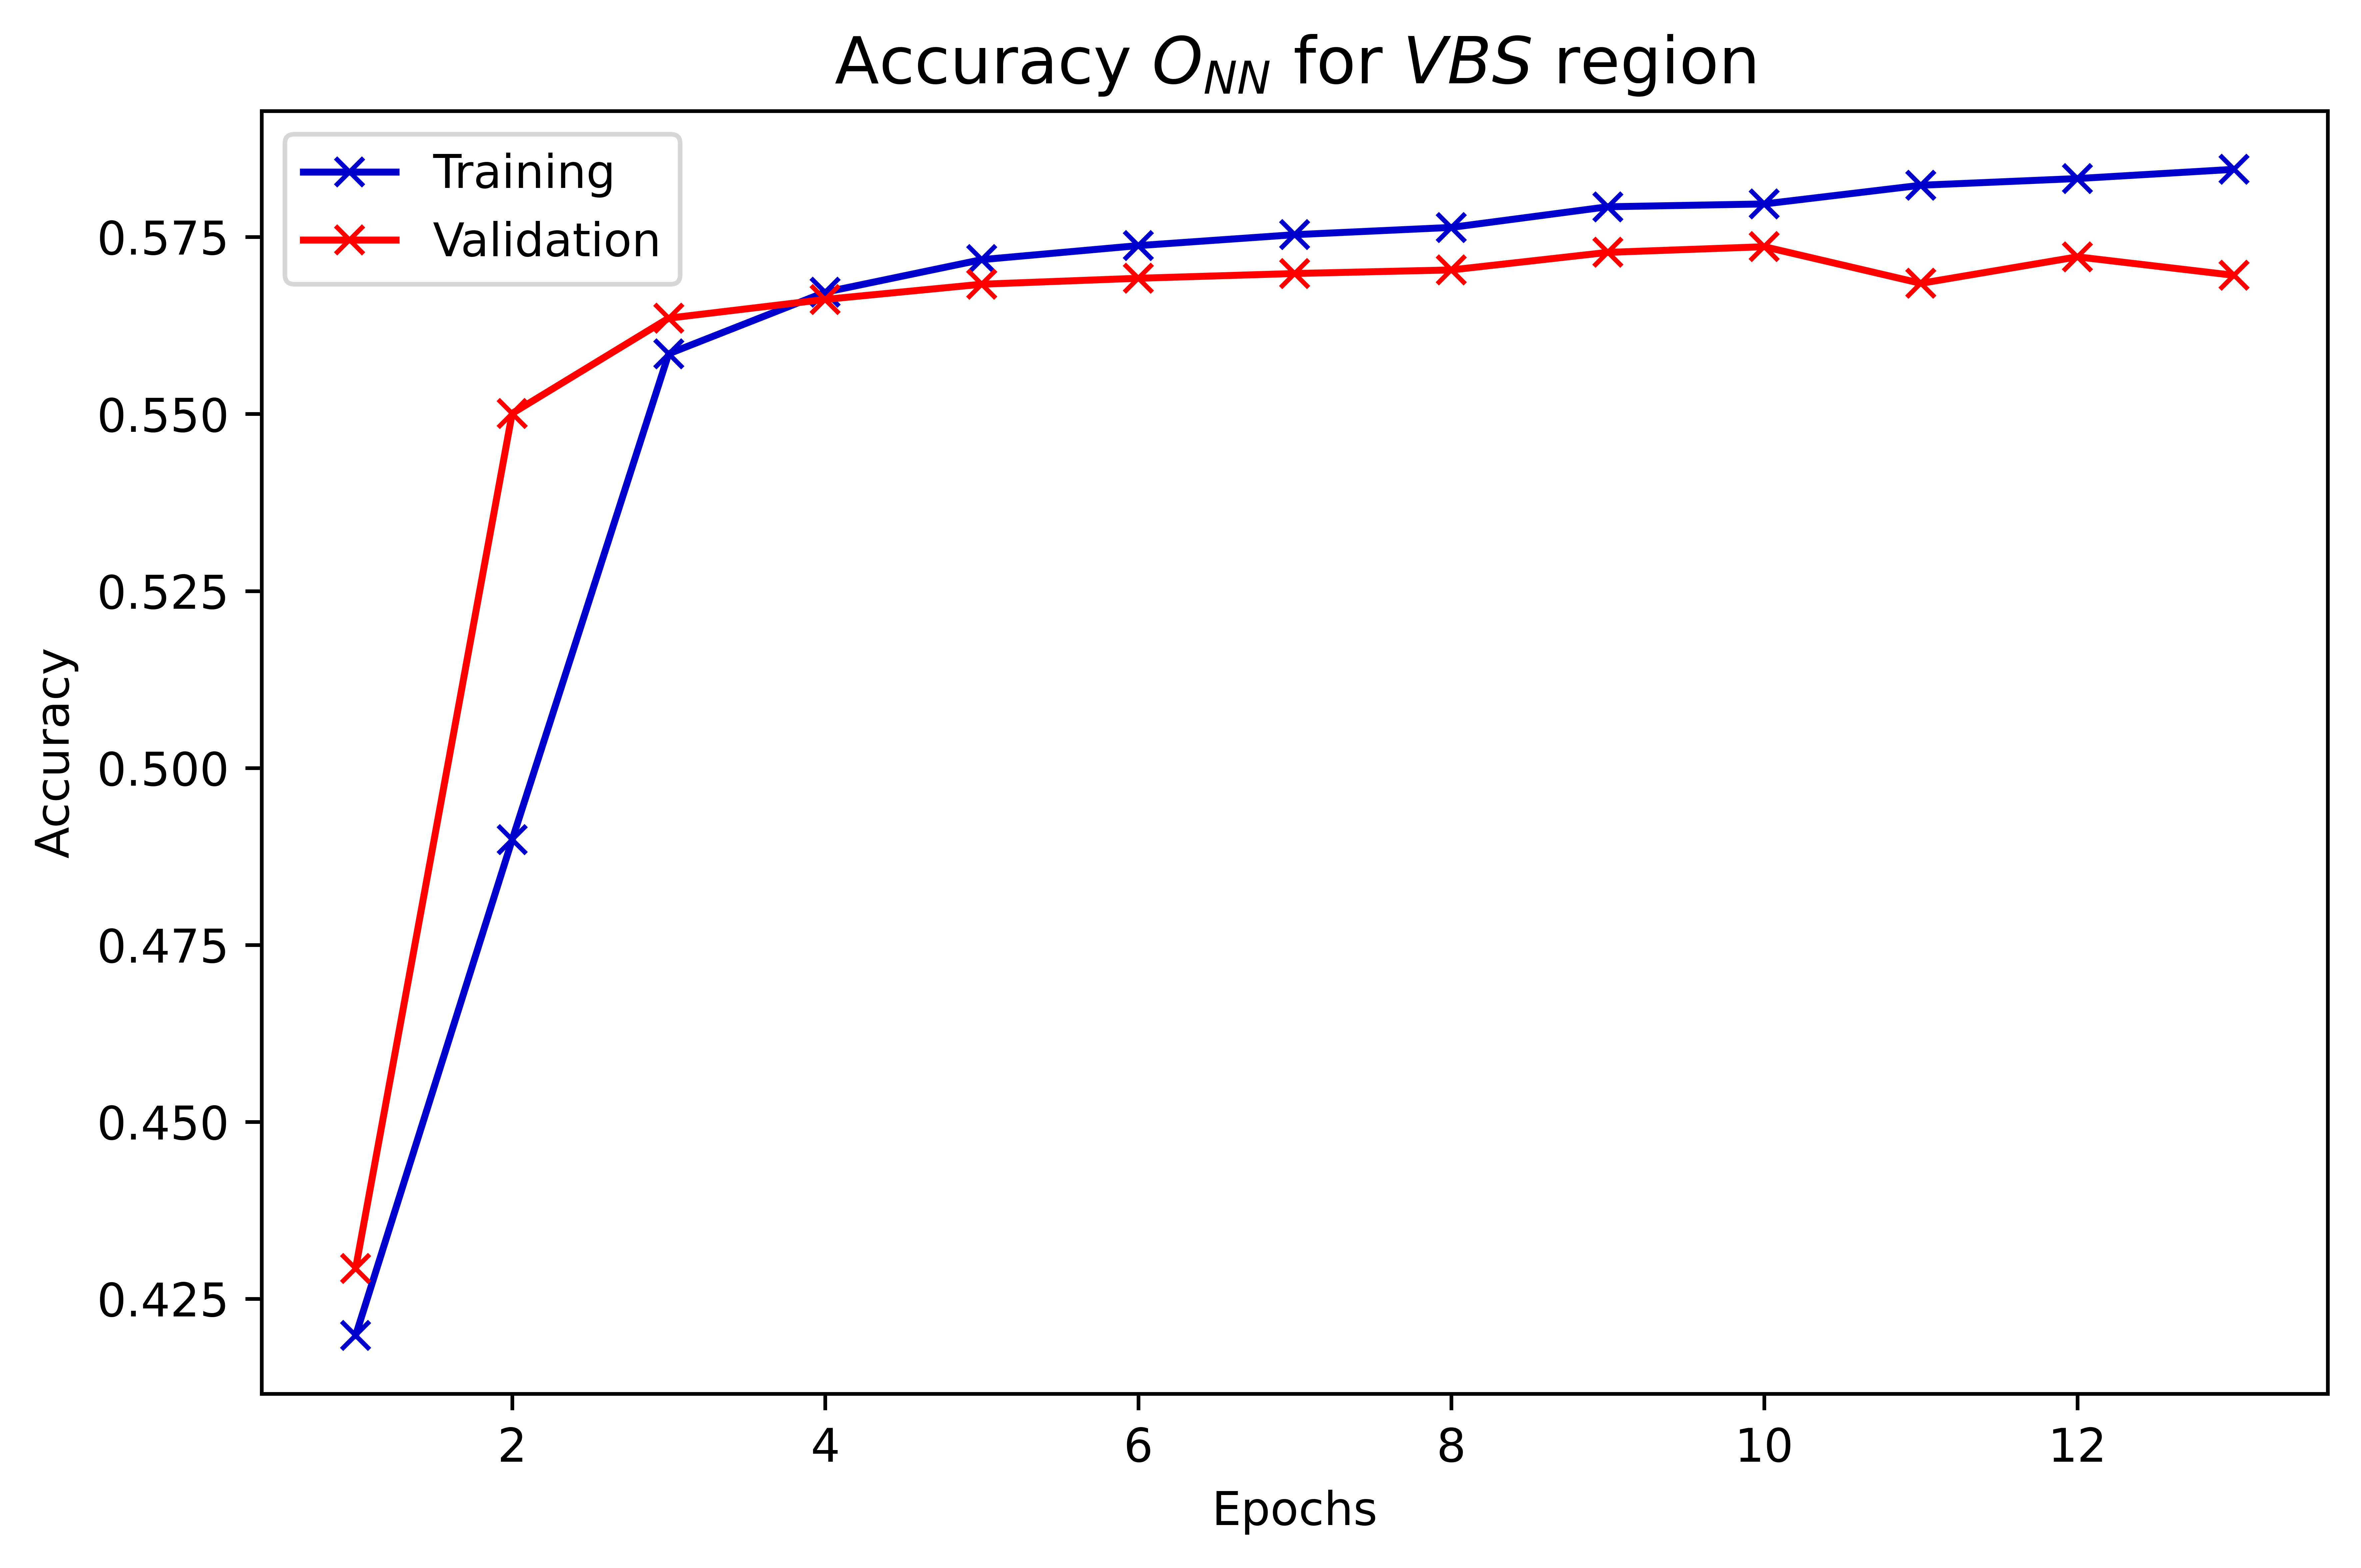 Accuracy O_NN for VBS region
Training
Validation
0.575
0.550
0.525
0.500
0.475
0.450
0.425
Accuracy
2 4 6 8 10 12
Epochs